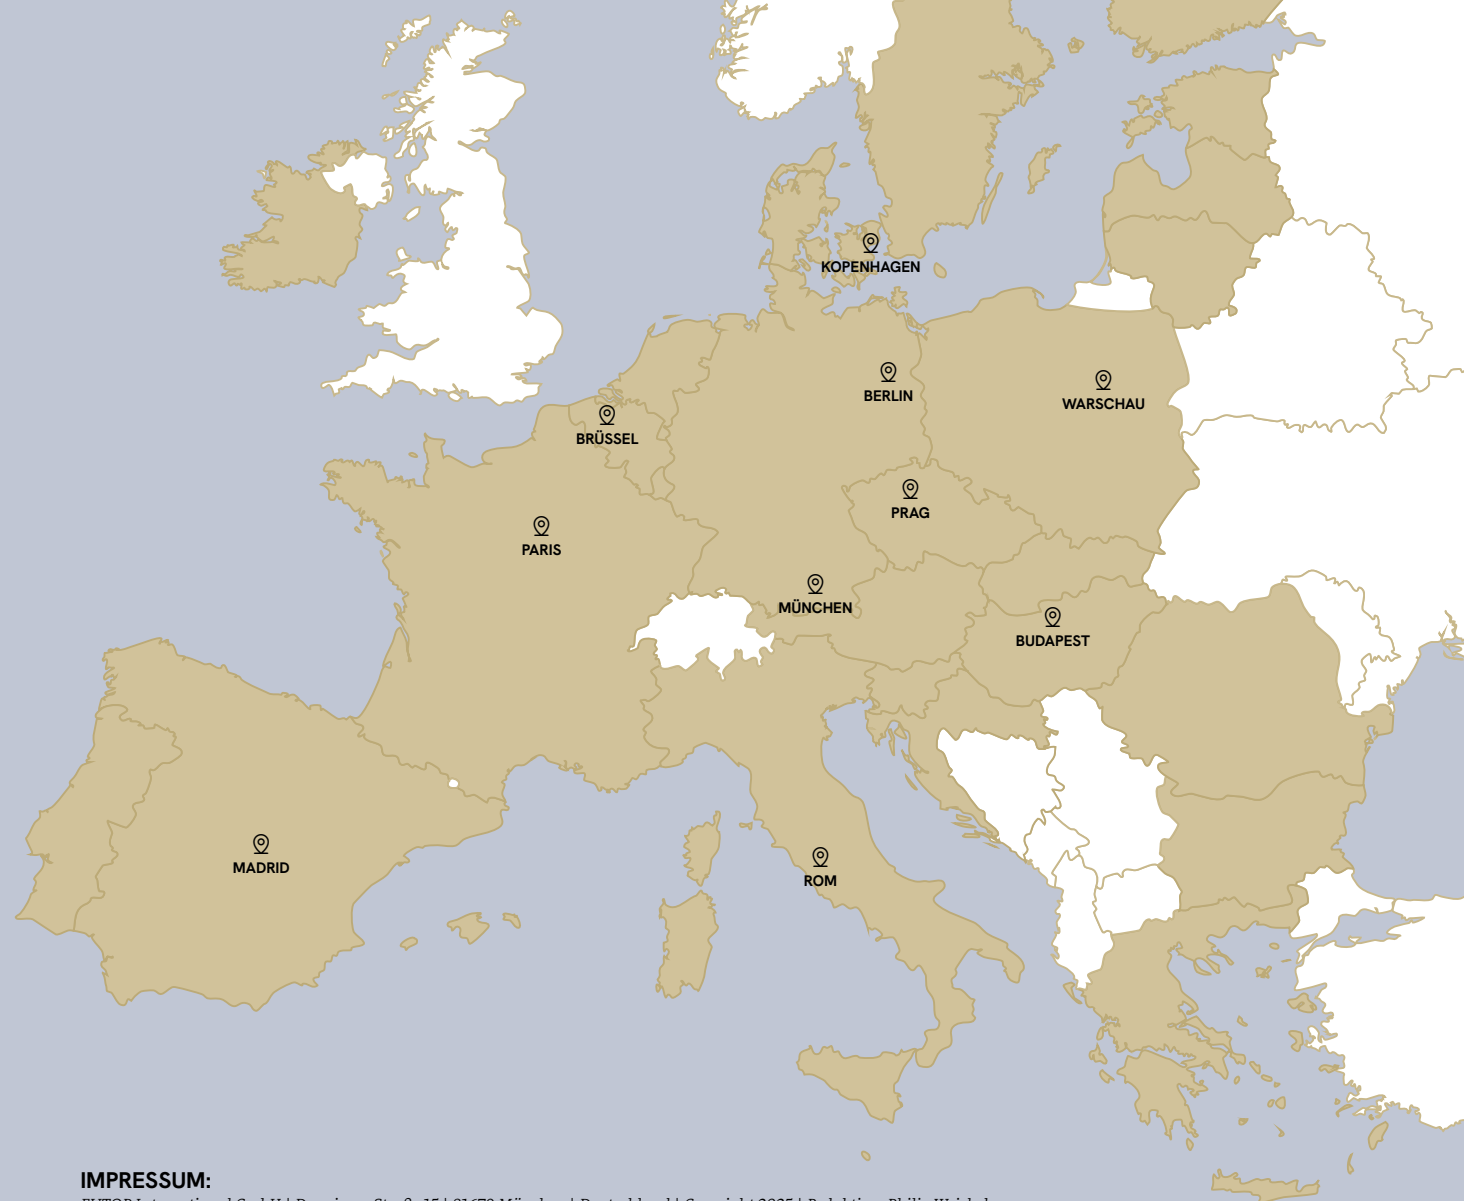 KOPENHAGEN
BERLIN
WARSCHAU
BRÜSSEL
PRAG
PARIS
MÜNCHEN
BUDAPEST
MADRID
ROM
IMPRESSUM: